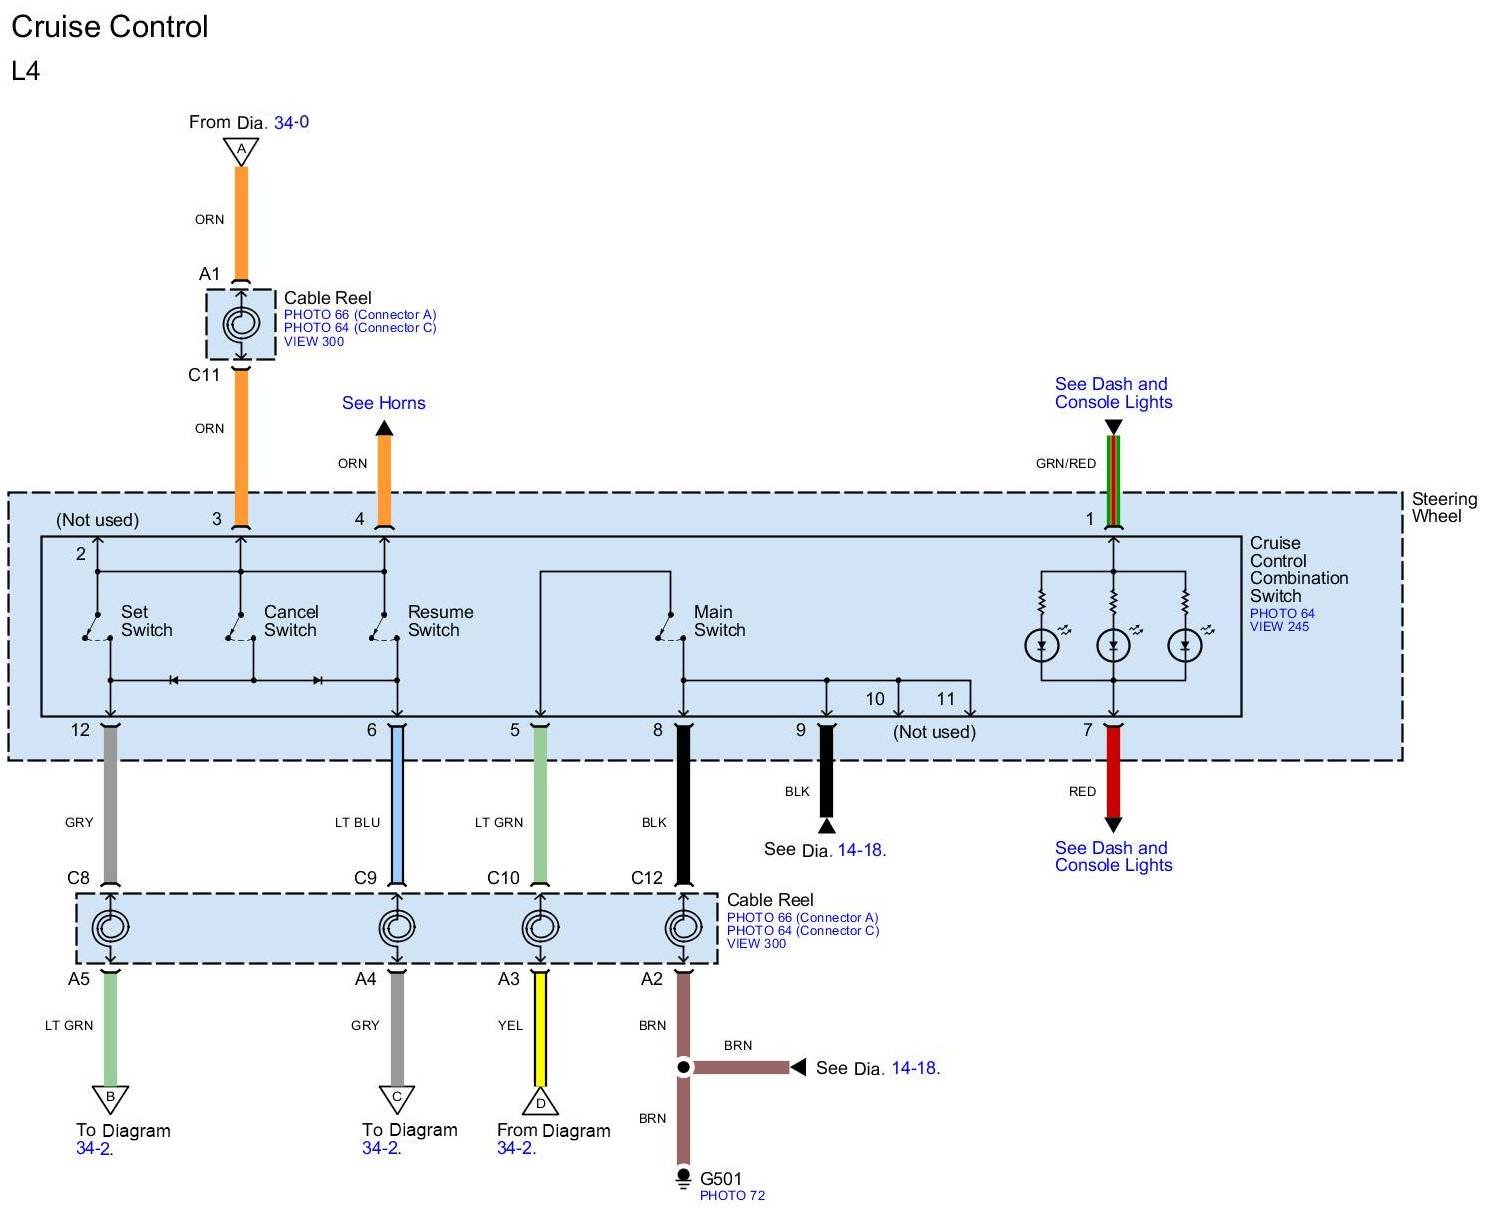 Cruise Control
L4
From Dia. 34-0
A
ORN
A1
Cable Reel
PHOTO 66 (Connector A)
PHOTO 64 (Connector C)
VIEW 300
C11
ORN
See Horns
ORN
See Dash and
Console Lights
GRN/RED
Steering
Wheel
(Not used)
3
4
1
2
Cruise
Control
Combination
Switch
PHOTO 64
VIEW 245
Set
Switch
Cancel
Switch
Resume
Switch
Main
Switch
10
11
12
6
5
8
9
(Not used)
7
GRY
LT BLU
LT GRN
BLK
BLK
RED
See Dia. 14-18.
See Dash and
Console Lights
C8
C9
C10
C12
Cable Reel
PHOTO 66 (Connector A)
PHOTO 64 (Connector C)
VIEW 300
A5
A4
A3
A2
LT GRN
GRY
YEL
BRN
BRN
See Dia. 14-18.
B
C
D
To Diagram
34-2.
To Diagram
34-2.
From Diagram
34-2.
BRN
G501
PHOTO 72